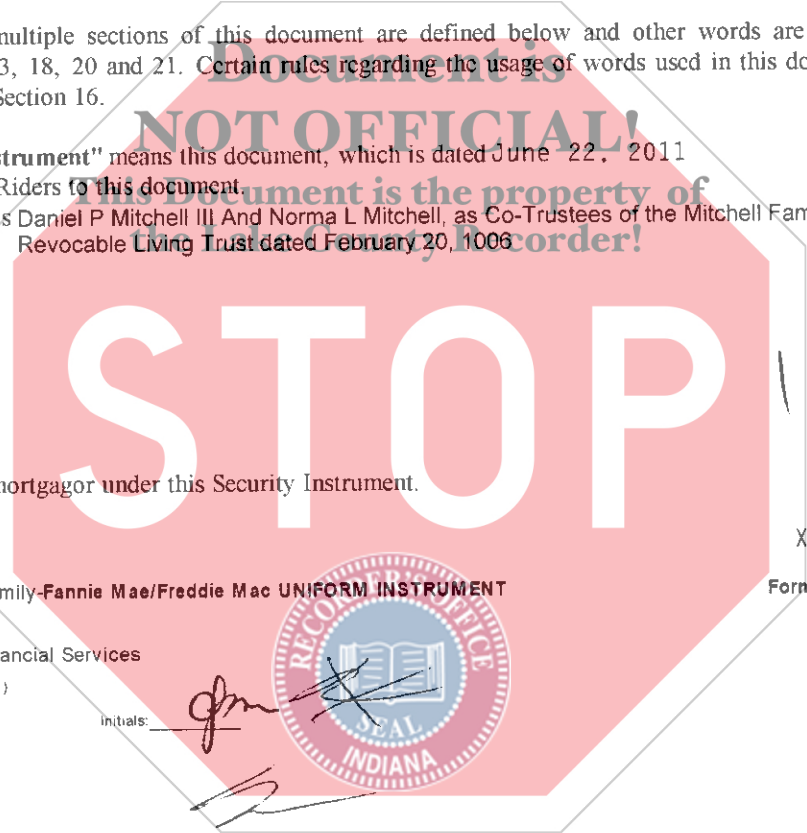 multiple sections of this document are defined below and other words are
3, 18, 20 and 21. Certain rules regarding the usage of words used in this do
Section 16.
Document is
NOT OFFICIAL!
This Document is the property of
the Lake County Recorder!
strument" means this document, which is dated June 22. 2011
Riders to this document.
s Daniel P Mitchell III And Norma L Mitchell, as Co-Trustees of the Mitchell Fam
Revocable Living Trust dated February 20, 1006
STOP
mortgagor under this Security Instrument.
X
mily-Fannie Mae/Freddie Mac UNIFORM INSTRUMENT
Form
ancial Services
)
initials:
RECORDER'S OFFICE
SEAL
INDIANA